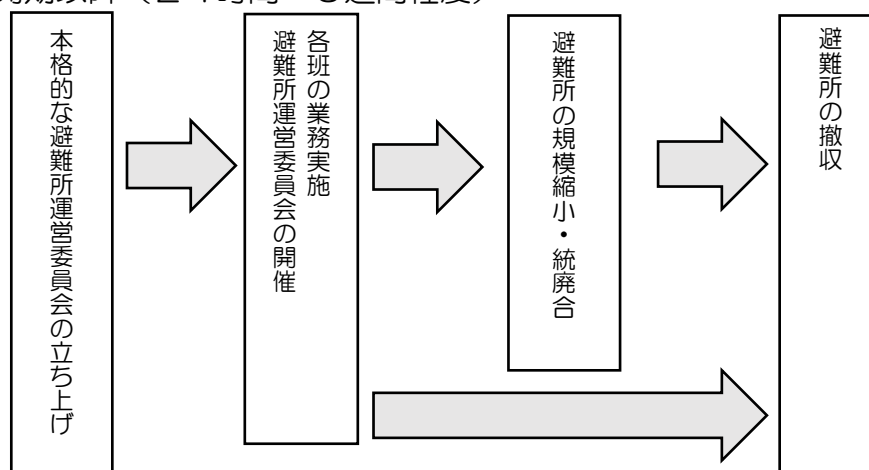 本格的な避難所運営委員会の立ち上げ
各班の業務実施
避難所運営委員会の開催
避難所の規模縮小・統廃合
避難所の撤収